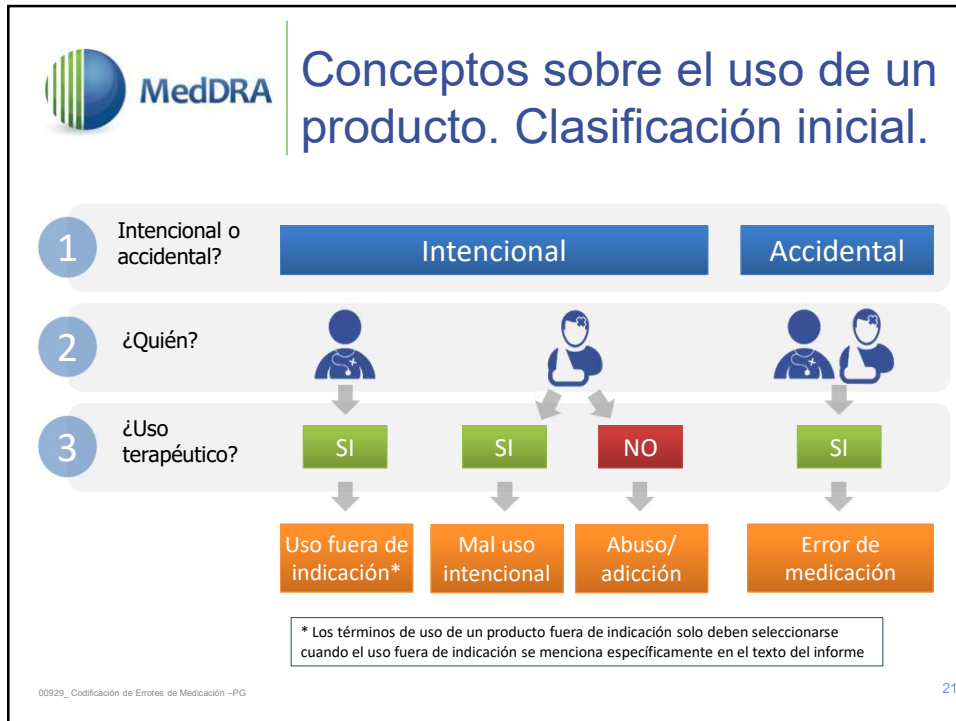 MedDRA
Conceptos sobre el uso de un
producto. Clasificación inicial.
1
Intencional o
accidental?
Intencional
Accidental
2
¿Quién?
3
¿Uso
terapéutico?
SI
SI
NO
SI
Uso fuera de
indicación*
Mal uso
intencional
Abuso/
adicción
Error de
medicación
* Los términos de uso de un producto fuera de indicación solo deben seleccionarse
cuando el uso fuera de indicación se menciona específicamente en el texto del informe
00929_ Codificación de Errores de Medicación –PG
21